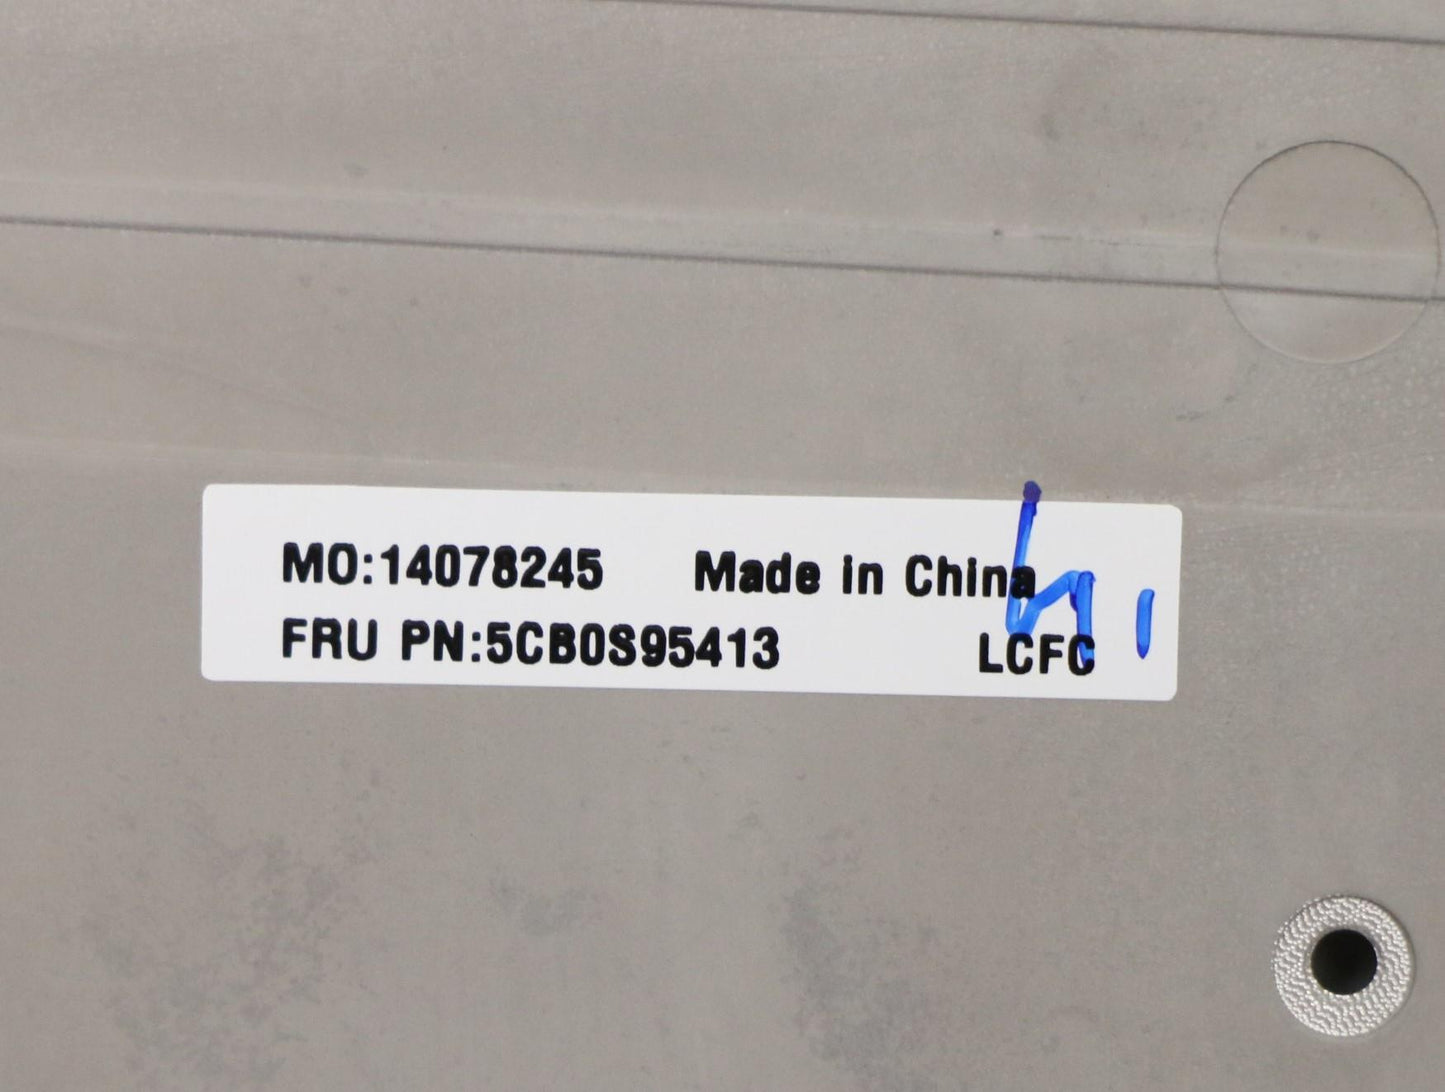 MO:14078245 Made in China
FRU PN:5CB0S95413 LCFC